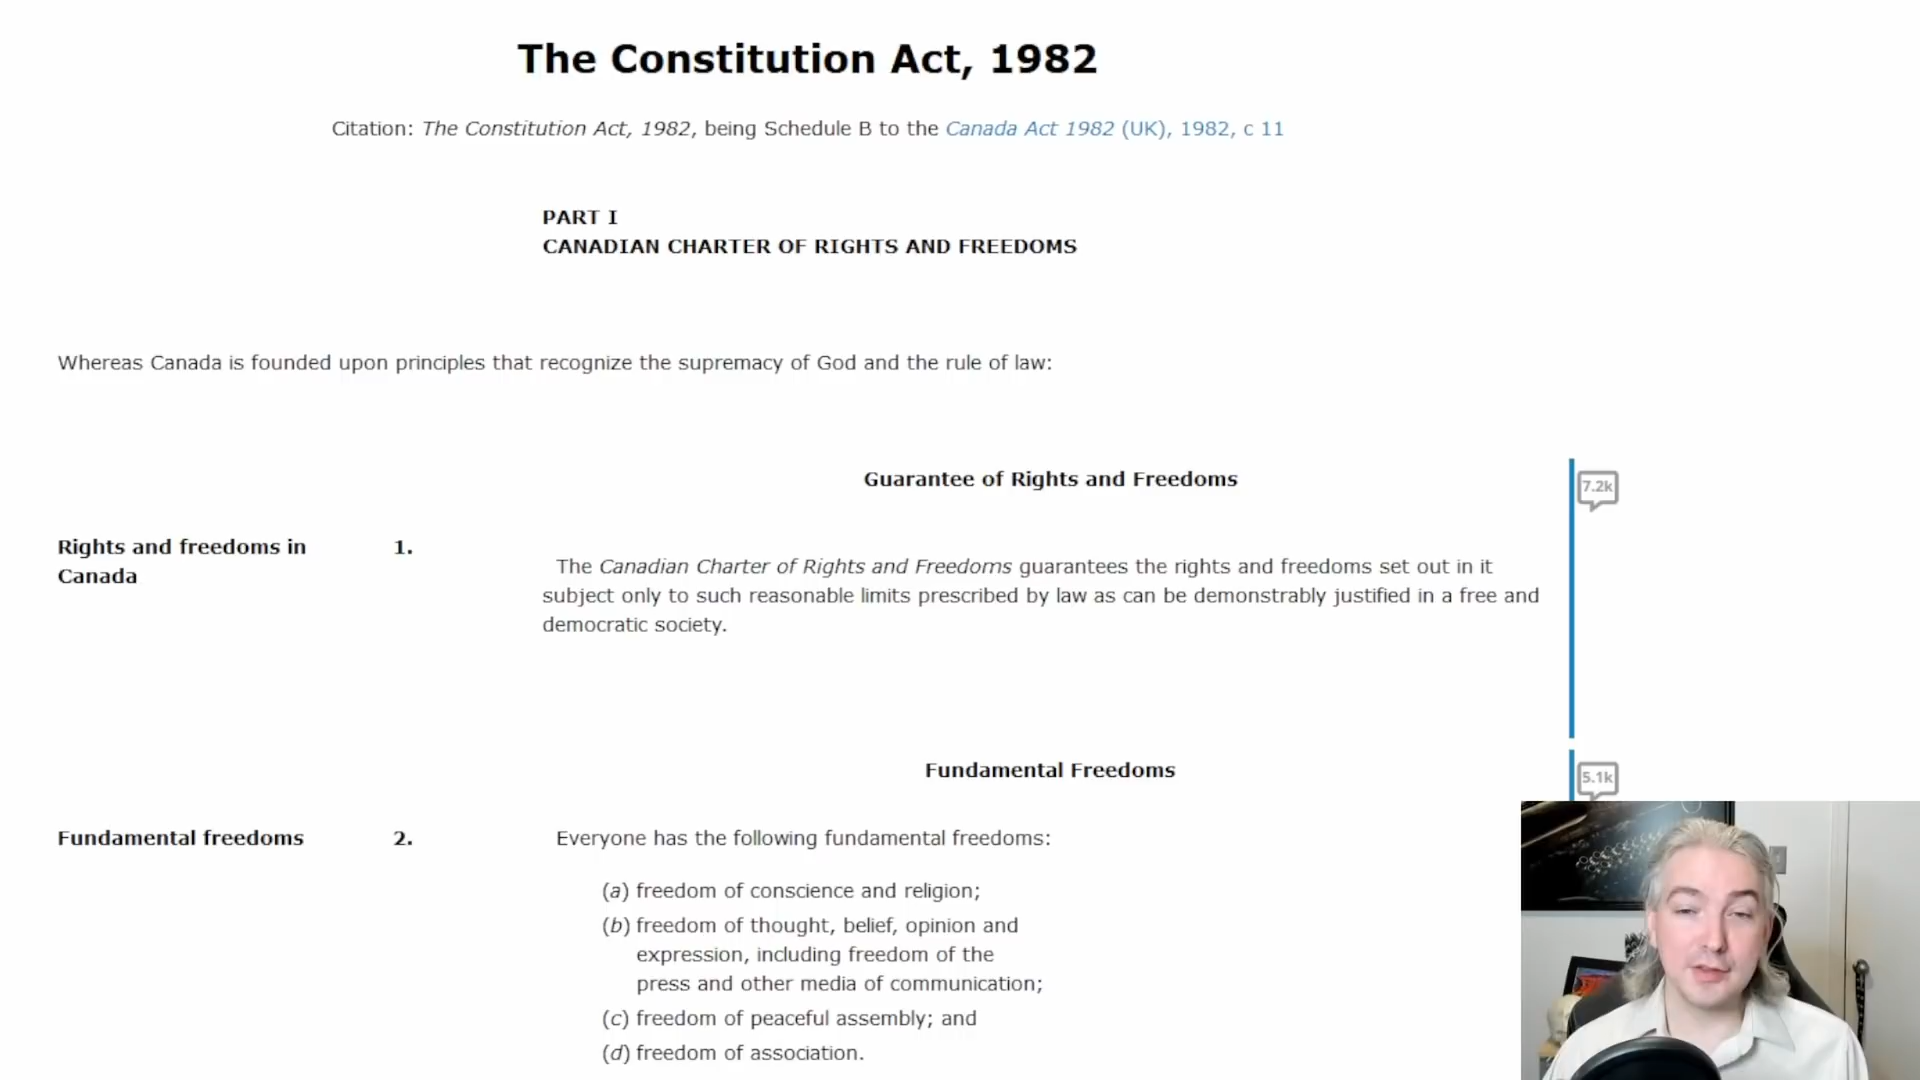 The Constitution Act, 1982
Citation: The Constitution Act, 1982, being Schedule B to the Canada Act 1982 (UK), 1982, c 11
PART I
CANADIAN CHARTER OF RIGHTS AND FREEDOMS
Whereas Canada is founded upon principles that recognize the supremacy of God and the rule of law:
Guarantee of Rights and Freedoms
7.2k
Rights and freedoms in
Canada
1.
The Canadian Charter of Rights and Freedoms guarantees the rights and freedoms set out in it
subject only to such reasonable limits prescribed by law as can be demonstrably justified in a free and
democratic society.
Fundamental Freedoms
5.1k
Fundamental freedoms
2.
Everyone has the following fundamental freedoms:
(a) freedom of conscience and religion;
(b) freedom of thought, belief, opinion and
expression, including freedom of the
press and other media of communication;
(c) freedom of peaceful assembly; and
(d) freedom of association.